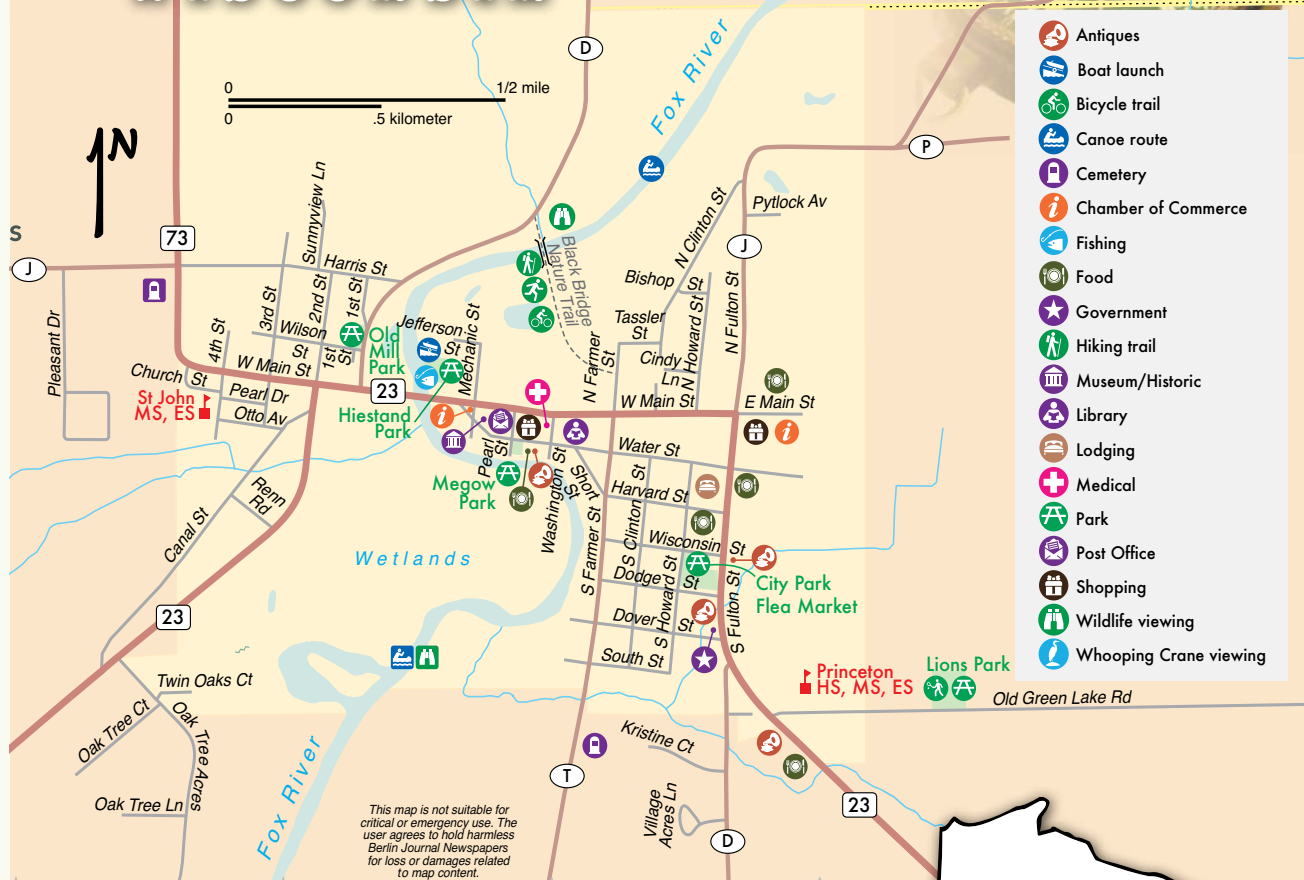 D
Fox River
0 1/2 mile
0 .5 kilometer
N
S
73
J
P
Pytlock Av
N Clinton St
J
N Fulton St
Sunnyview Ln
Harris St
3rd St
2nd St
1st St
Black Bridge
Nature Trail
Bishop St
Tassler
St
N Howard St
Cindy
Ln
N Farmer
St
Pleasant Dr
4th St
Wilson
St
1st
St
Old
Mill
Park
Jefferson
St
Mechanic St
W Main St
Church St
Pearl Dr
Otto Av
St John
MS, ES
23
Hiestand
Park
W Main St
E Main St
Pearl
St
Water St
Short
St
Washington St
Megow
Park
Renn
Rd
Canal St
Harvard St
S Clinton St
S Farmer St
Wisconsin St
Wetlands
Dodge St
City Park
Flea Market
S Howard St
S Fulton St
Dover St
South St
23
Princeton
HS, MS, ES
Lions Park
Old Green Lake Rd
Twin Oaks Ct
Oak Tree Ct
Oak Tree Acres
Oak Tree Ln
Fox River
Kristine Ct
T
Village
Acres Ln
D
23
This map is not suitable for
critical or emergency use. The
user agrees to hold harmless
Berlin Journal Newspapers
for loss or damages related
to map content.
Antiques
Boat launch
Bicycle trail
Canoe route
Cemetery
i Chamber of Commerce
Fishing
Food
Government
Hiking trail
Museum/Historic
Library
Lodging
Medical
Park
Post Office
Shopping
Wildlife viewing
Whooping Crane viewing